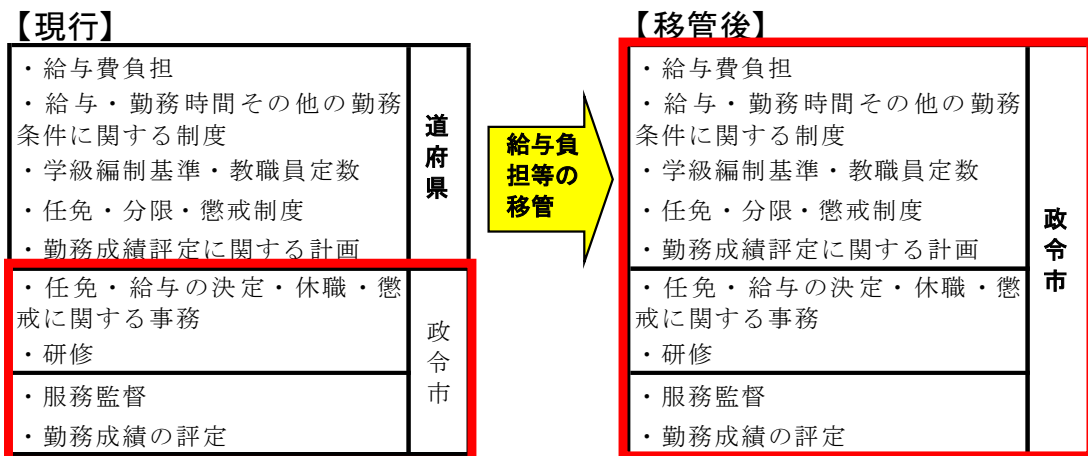 【現行】
・給与費負担
・給与・勤務時間その他の勤務
条件に関する制度
・学級編制基準・教職員定数
・任免・分限・懲戒制度
・勤務成績評定に関する計画
道府県
・任免・給与の決定・休職・懲
戒に関する事務
・研修
・服務監督
・勤務成績の評定
政令市
給与負
担等の
移管
【移管後】
・給与費負担
・給与・勤務時間その他の勤務
条件に関する制度
・学級編制基準・教職員定数
・任免・分限・懲戒制度
・勤務成績評定に関する計画
・任免・給与の決定・休職・懲
戒に関する事務
・研修
・服務監督
・勤務成績の評定
政令市